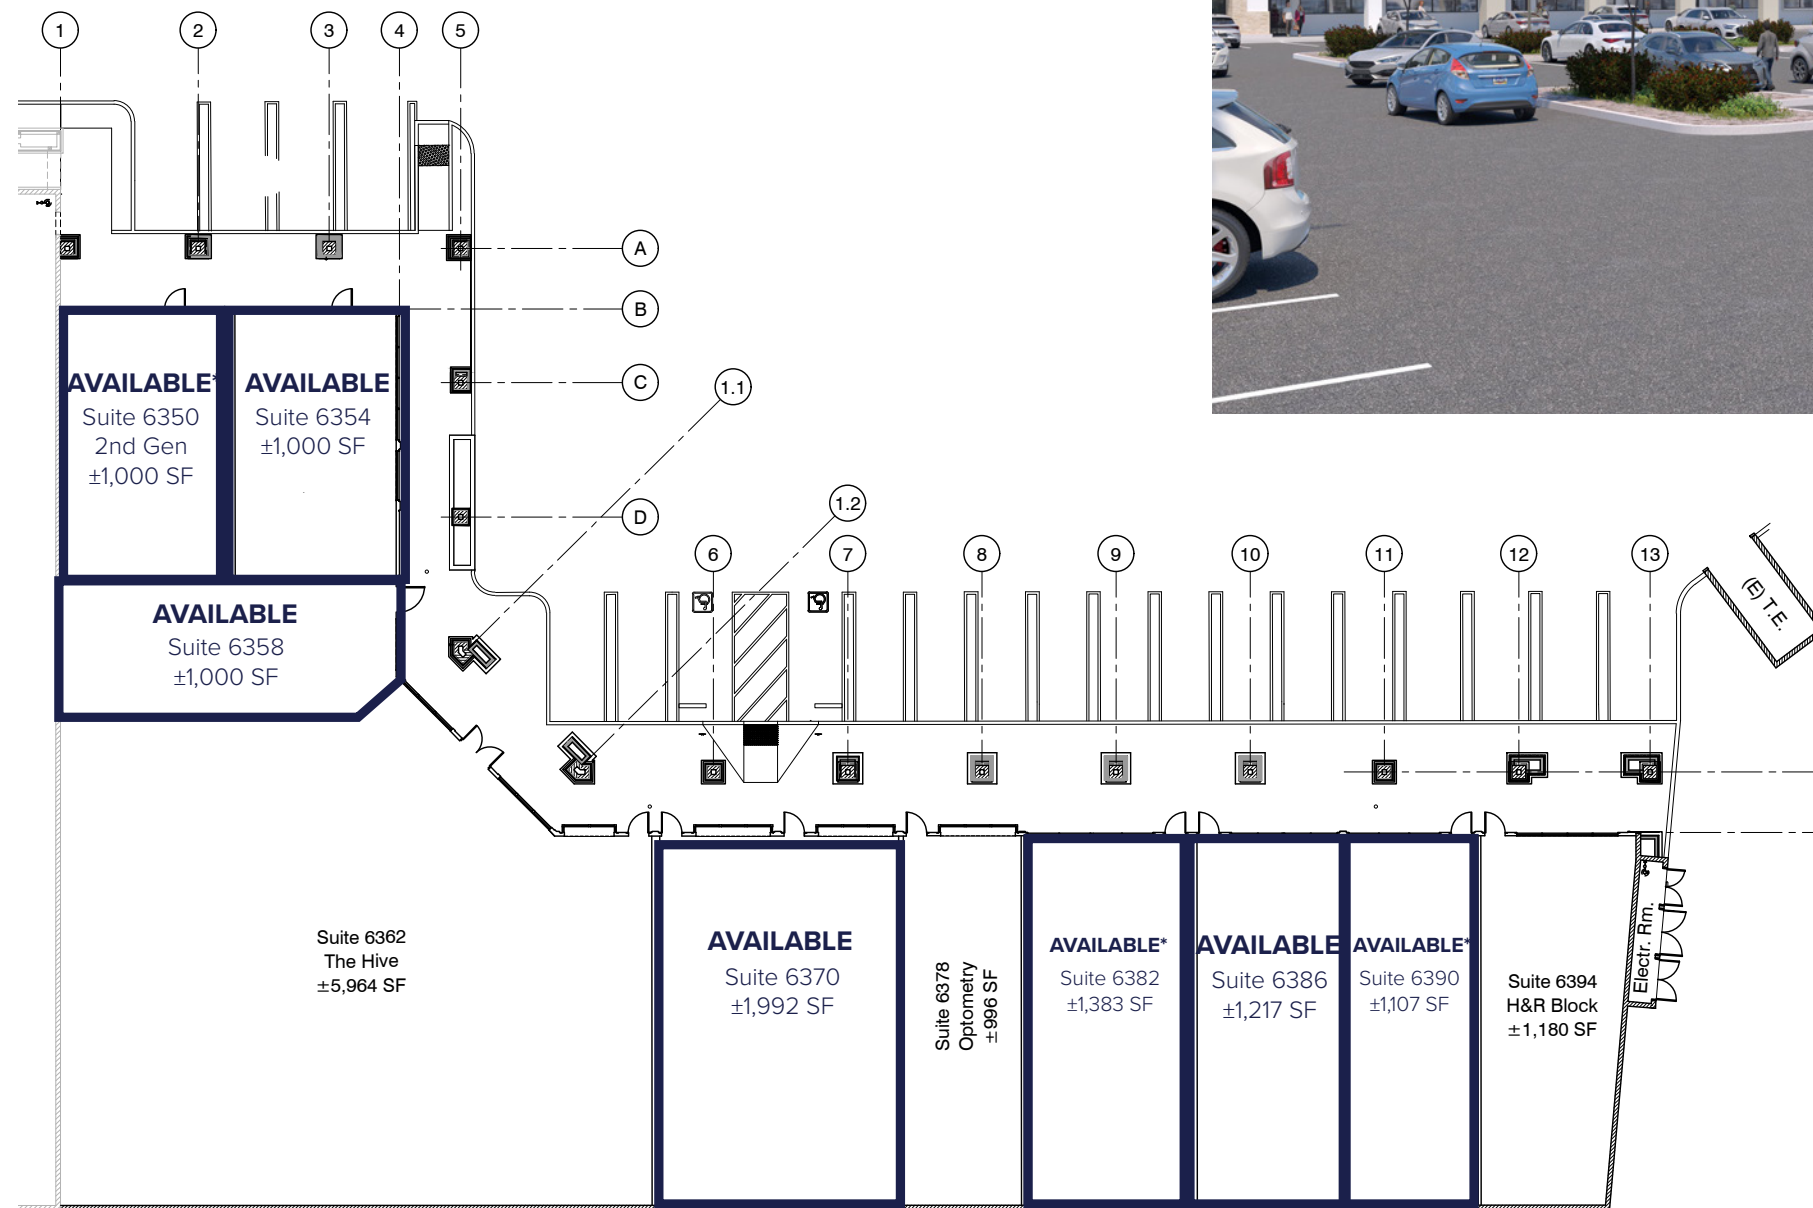 1
2
3
4
5
A
B
C
D
1.1
1.2
6
7
8
9
10
11
12
13
(E) T.E.
AVAILABLE*
Suite 6350
2nd Gen
±1,000 SF
AVAILABLE
Suite 6354
±1,000 SF
AVAILABLE
Suite 6358
±1,000 SF
Suite 6362
The Hive
±5,964 SF
AVAILABLE
Suite 6370
±1,992 SF
Suite 6378
Optometry
±996 SF
AVAILABLE*
Suite 6382
±1,383 SF
AVAILABLE
Suite 6386
±1,217 SF
AVAILABLE*
Suite 6390
±1,107 SF
Suite 6394
H&R Block
±1,180 SF
Electr. Rm.